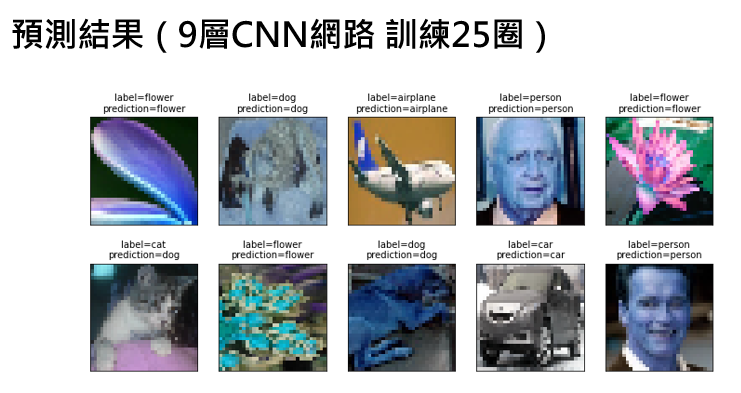 預測結果（9層CNN網路 訓練25圈）
label=flower
prediction=flower
label=dog
prediction=dog
label=airplane
prediction=airplane
label=person
prediction=person
label=flower
prediction=flower
label=cat
prediction=dog
label=flower
prediction=flower
label=dog
prediction=dog
label=car
prediction=car
label=person
prediction=person